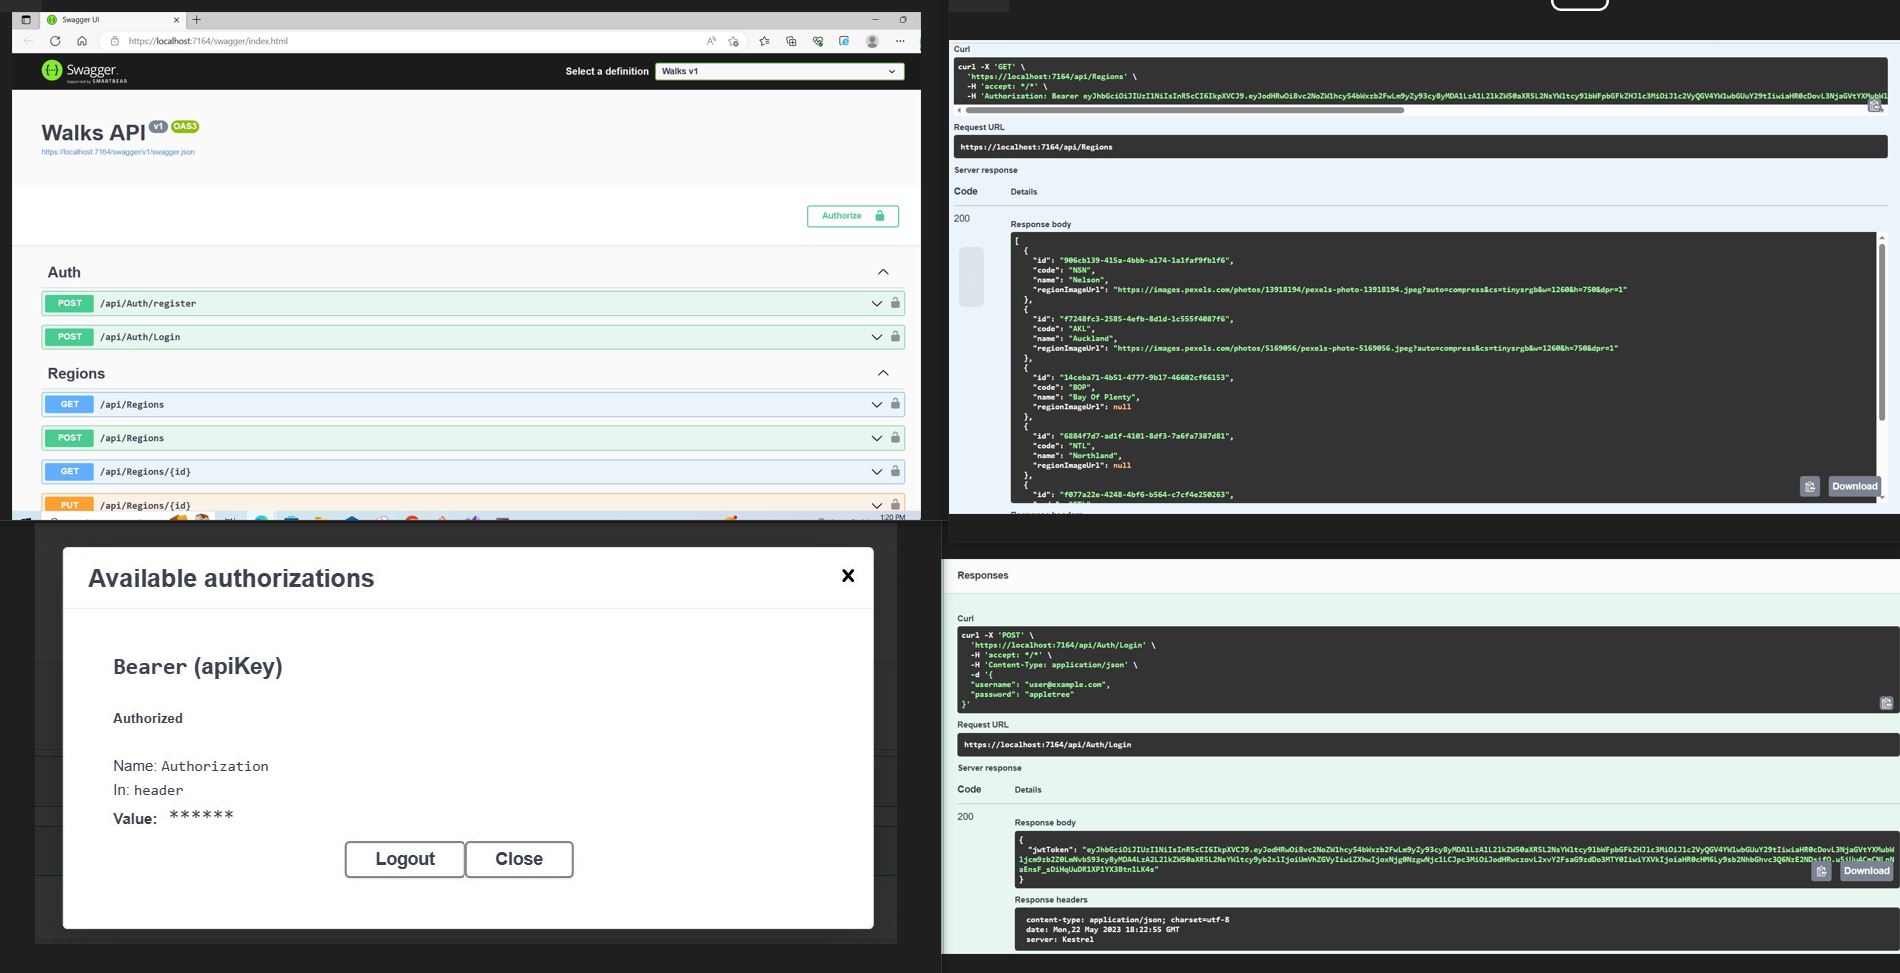 Swagger UI
https://localhost:7164/swagger/index.html
Swagger.
Supported by SMARTBEAR
Select a definition
Walks v1
Walks API v1 OAS3
https://localhost:7164/swagger/v1/swagger.json
Authorize
Auth
POST /api/Auth/register
POST /api/Auth/Login
Regions
GET /api/Regions
POST /api/Regions
GET /api/Regions/{id}
PUT /api/Regions/{id}
1:20 PM
Curl
curl -X 'GET' \
'https://localhost:7164/api/Regions' \
-H 'accept: */*' \
-H 'Authorization: Bearer
Request URL
https://localhost:7164/api/Regions
Server response
Code Details
200
Response body
[
{
"id": "906cb139-415a-4bbb-a174-1a1faf9fb1f6",
"code": "NSN",
"name": "Nelson",
"regionImageUrl": "https://images.pexels.com/photos/13918194/pexels-photo-13918194.jpeg?auto=compress&cs=tinysrgb&w=1260&h=750&dpr=1"
},
{
"id": "f7248fc3-2585-4efb-8d1d-1c555f4087f6",
"code": "AKL",
"name": "Auckland",
"regionImageUrl": "https://images.pexels.com/photos/5169056/pexels-photo-5169056.jpeg?auto=compress&cs=tinysrgb&w=1260&h=750&dpr=1"
},
{
"id": "14ceba71-4b51-4777-9b17-46602cf66153",
"code": "BOP",
"name": "Bay Of Plenty",
"regionImageUrl": null
},
{
"id": "6884f7d7-ad1f-4101-8df3-7a6fa7387d81",
"code": "NTL",
"name": "Northland",
"regionImageUrl": null
},
{
"id": "f077a22e-4248-4bf6-b564-c7cf4e250263",
Download
Available authorizations
Bearer (apiKey)
Authorized
Name: Authorization
In: header
Value: ******
Logout Close
Responses
Curl
curl -X 'POST' \
'https://localhost:7164/api/Auth/Login' \
-H 'accept: */*' \
-H 'Content-Type: application/json' \
-d '{
"username": "user@example.com",
"password": "appletree"
}'
Request URL
https://localhost:7164/api/Auth/Login
Server response
Code Details
200
Response body
{
"jwtToken":
}
Download
Response headers
content-type: application/json; charset=utf-8
date: Mon,22 May 2023 18:22:55 GMT
server: Kestrel